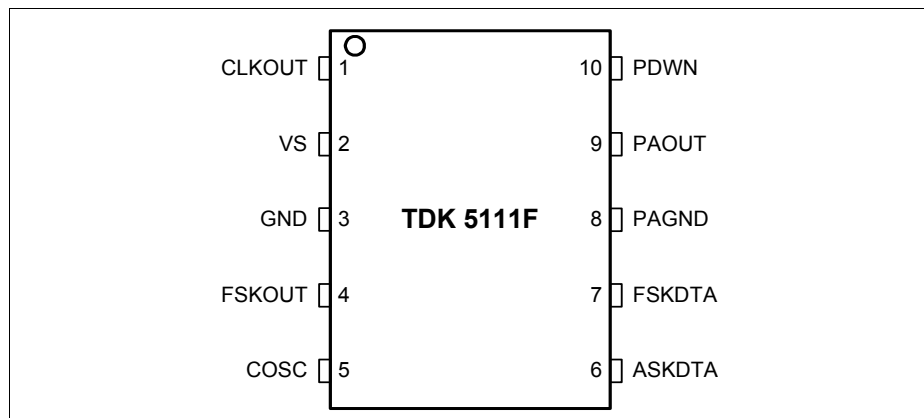 CLKOUT 1 10 PDWN
VS 2 9 PAOUT
GND 3 TDK 5111F 8 PAGND
FSKOUT 4 7 FSKDTA
COSC 5 6 ASKDTA